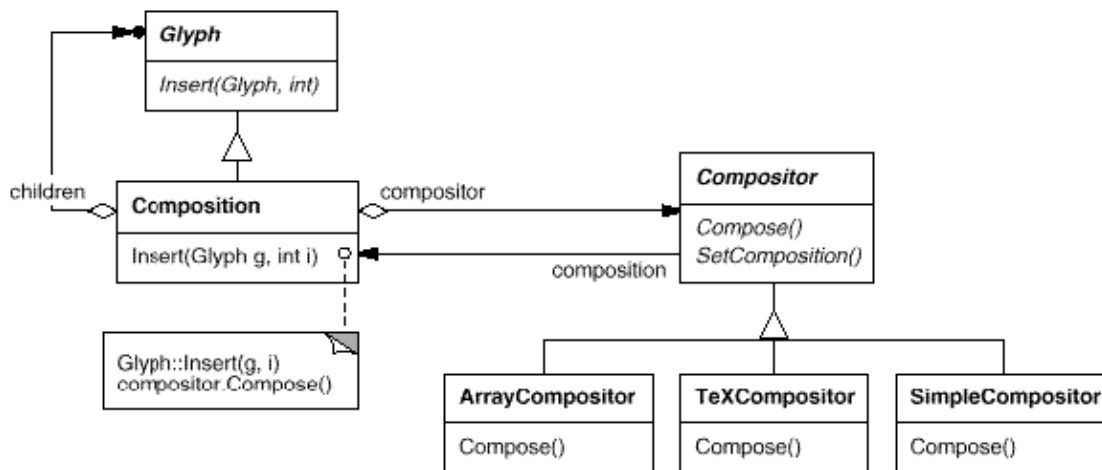 Glyph
Insert(Glyph, int)
children
Composition
Insert(Glyph g, int i)
compositor
composition
Compositor
Compose()
SetComposition()
Glyph::Insert(g, i)
compositor.Compose()
ArrayCompositor
Compose()
TeXCompositor
Compose()
SimpleCompositor
Compose()